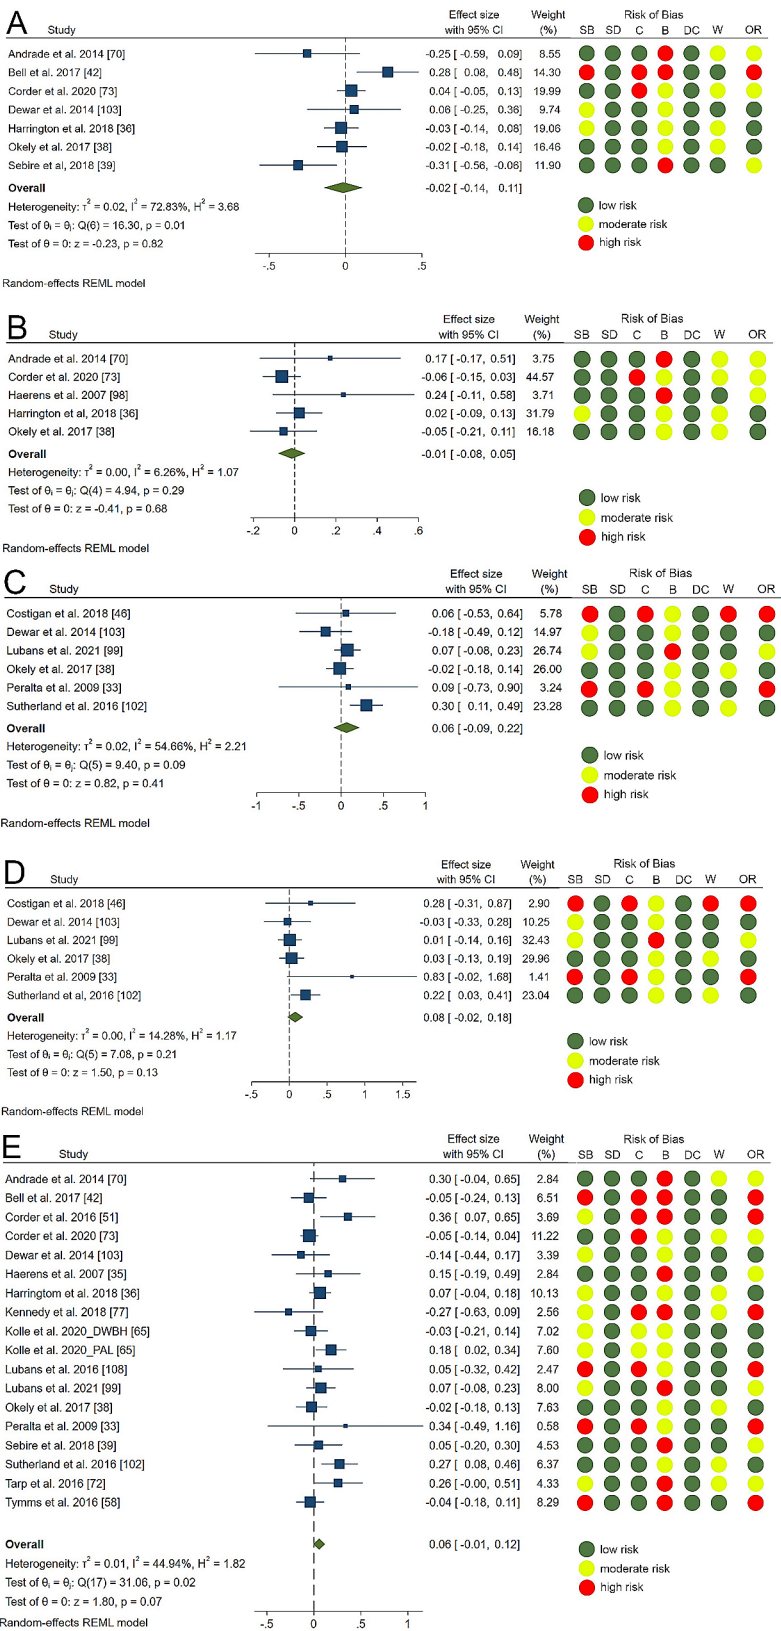 A
Study
Effect size with 95% CI
Weight (%)
Risk of Bias
SB SD C B DC W OR
Andrade et al. 2014 [70] -0.25 [ -0.59, 0.09] 8.55
Bell et al. 2017 [42] 0.28 [ 0.08, 0.48] 14.30
Corder et al. 2020 [73] 0.04 [ -0.05, 0.13] 19.99
Dewar et al. 2014 [103] 0.06 [ -0.25, 0.36] 9.74
Harrington et al. 2018 [36] -0.03 [ -0.14, 0.08] 19.06
Okely et al. 2017 [38] -0.02 [ -0.18, 0.14] 16.46
Sebire et al, 2018 [39] -0.31 [ -0.56, -0.06] 11.90
Overall -0.02 [ -0.14, 0.11]
Heterogeneity: τ² = 0.02, I² = 72.83%, H² = 3.68
Test of θᵢ = θⱼ: Q(6) = 16.30, p = 0.01
Test of θ = 0: z = -0.23, p = 0.82
low risk
moderate risk
high risk
-.5 0 .5
Random-effects REML model
B
Study
Effect size with 95% CI
Weight (%)
Risk of Bias
SB SD C B DC W OR
Andrade et al. 2014 [70] 0.17 [ -0.17, 0.51] 3.75
Corder et al. 2020 [73] -0.06 [ -0.15, 0.03] 44.57
Haerens et al. 2007 [98] 0.24 [ -0.11, 0.58] 3.71
Harrington et al, 2018 [36] 0.02 [ -0.09, 0.13] 31.79
Okely et al. 2017 [38] -0.05 [ -0.21, 0.11] 16.18
Overall -0.01 [ -0.08, 0.05]
Heterogeneity: τ² = 0.00, I² = 6.26%, H² = 1.07
Test of θᵢ = θⱼ: Q(4) = 4.94, p = 0.29
Test of θ = 0: z = -0.41, p = 0.68
low risk
moderate risk
high risk
-.2 0 .2 .4 .6
Random-effects REML model
C
Study
Effect size with 95% CI
Weight (%)
Risk of Bias
SB SD C B DC W OR
Costigan et al. 2018 [46] 0.06 [ -0.53, 0.64] 5.78
Dewar et al. 2014 [103] -0.18 [ -0.49, 0.12] 14.97
Lubans et al. 2021 [99] 0.07 [ -0.08, 0.23] 26.74
Okely et al. 2017 [38] -0.02 [ -0.18, 0.14] 26.00
Peralta et al. 2009 [33] 0.09 [ -0.73, 0.90] 3.24
Sutherland et al. 2016 [102] 0.30 [ 0.11, 0.49] 23.28
Overall 0.06 [ -0.09, 0.22]
Heterogeneity: τ² = 0.02, I² = 54.66%, H² = 2.21
Test of θᵢ = θⱼ: Q(5) = 9.40, p = 0.09
Test of θ = 0: z = 0.82, p = 0.41
low risk
moderate risk
high risk
-1 -.5 0 .5 1
Random-effects REML model
D
Study
Effect size with 95% CI
Weight (%)
Risk of Bias
SB SD C B DC W OR
Costigan et al. 2018 [46] 0.28 [ -0.31, 0.87] 2.90
Dewar et al. 2014 [103] -0.03 [ -0.33, 0.28] 10.25
Lubans et al. 2021 [99] 0.01 [ -0.14, 0.16] 32.43
Okely et al. 2017 [38] 0.03 [ -0.13, 0.19] 29.96
Peralta et al. 2009 [33] 0.83 [ -0.02, 1.68] 1.41
Sutherland et al, 2016 [102] 0.22 [ 0.03, 0.41] 23.04
Overall 0.08 [ -0.02, 0.18]
Heterogeneity: τ² = 0.00, I² = 14.28%, H² = 1.17
Test of θᵢ = θⱼ: Q(5) = 7.08, p = 0.21
Test of θ = 0: z = 1.50, p = 0.13
low risk
moderate risk
high risk
-.5 0 .5 1 1.5
Random-effects REML model
E
Study
Effect size with 95% CI
Weight (%)
Risk of Bias
SB SD C B DC W OR
Andrade et al. 2014 [70] 0.30 [ -0.04, 0.65] 2.84
Bell et al. 2017 [42] -0.05 [ -0.24, 0.13] 6.51
Corder et al. 2016 [51] 0.36 [ 0.07, 0.65] 3.69
Corder et al. 2020 [73] -0.05 [ -0.14, 0.04] 11.22
Dewar et al. 2014 [103] -0.14 [ -0.44, 0.17] 3.39
Haerens et al. 2007 [35] 0.15 [ -0.19, 0.49] 2.84
Harringtom et al. 2018 [36] 0.07 [ -0.04, 0.18] 10.13
Kennedy et al. 2018 [77] -0.27 [ -0.63, 0.09] 2.56
Kolle et al. 2020_DWBH [65] -0.03 [ -0.21, 0.14] 7.02
Kolle et al. 2020_PAL [65] 0.18 [ 0.02, 0.34] 7.60
Lubans et al. 2016 [108] 0.05 [ -0.32, 0.42] 2.47
Lubans et al. 2021 [99] 0.07 [ -0.08, 0.23] 8.00
Okely et al. 2017 [38] -0.02 [ -0.18, 0.13] 7.63
Peralta et al. 2009 [33] 0.34 [ -0.49, 1.16] 0.58
Sebire et al. 2018 [39] 0.05 [ -0.20, 0.30] 4.53
Sutherland et al. 2016 [102] 0.27 [ 0.08, 0.46] 6.37
Tarp et al. 2016 [72] 0.26 [ -0.00, 0.51] 4.33
Tymms et al. 2016 [58] -0.04 [ -0.18, 0.11] 8.29
Overall 0.06 [ -0.01, 0.12]
Heterogeneity: τ² = 0.01, I² = 44.94%, H² = 1.82
Test of θᵢ = θⱼ: Q(17) = 31.06, p = 0.02
Test of θ = 0: z = 1.80, p = 0.07
low risk
moderate risk
high risk
-.5 0 .5 1
Random-effects REML model